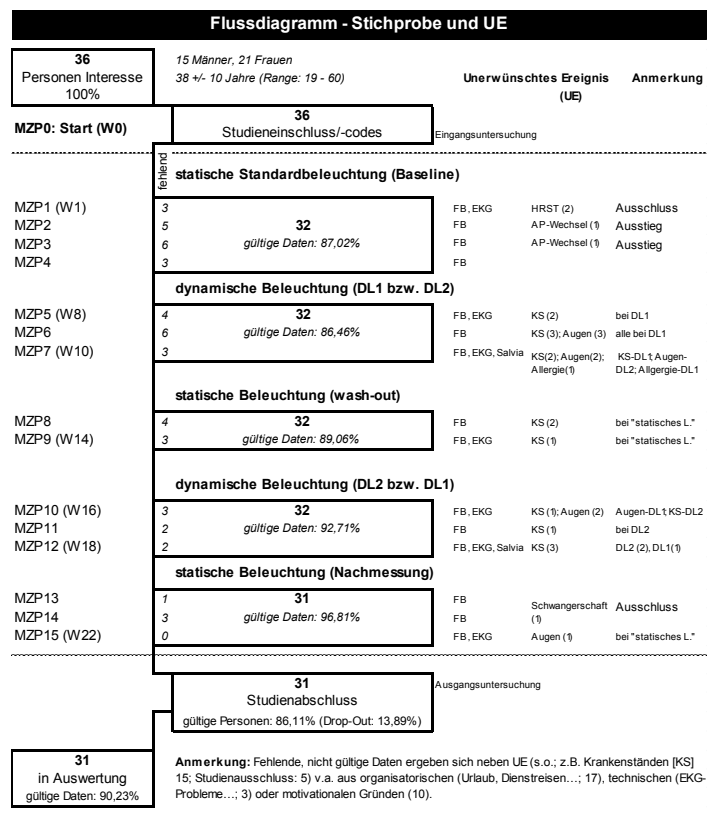 Flussdiagramm - Stichprobe und UE
36
Personen Interesse
100%
15 Männer, 21 Frauen
38 +/- 10 Jahre (Range: 19 - 60)
Unerwünschtes Ereignis
(UE)
Anmerkung
MZP0: Start (W0)
36
Studieneinschluss/-codes
Eingangsuntersuchung
fehlend
statische Standardbeleuchtung (Baseline)
MZP1 (W1) 3 FB, EKG HRST (2) Ausschluss
MZP2 5 32 FB AP-Wechsel (1) Ausstieg
MZP3 6 gültige Daten: 87,02% FB AP-Wechsel (1) Ausstieg
MZP4 3 FB
dynamische Beleuchtung (DL1 bzw. DL2)
MZP5 (W8) 4 32 FB, EKG KS (2) bei DL1
MZP6 6 gültige Daten: 86,46% FB KS (3); Augen (3) alle bei DL1
MZP7 (W10) 3 FB, EKG, Salvia KS(2); Augen(2); KS-DL1; Augen-
Allergie(1) DL2; Allgergie-DL1
statische Beleuchtung (wash-out)
MZP8 4 32 FB KS (2) bei "statisches L."
MZP9 (W14) 3 gültige Daten: 89,06% FB, EKG KS (1) bei "statisches L."
dynamische Beleuchtung (DL2 bzw. DL1)
MZP10 (W16) 3 32 FB, EKG KS (1); Augen (2) Augen-DL1; KS-DL2
MZP11 2 gültige Daten: 92,71% FB KS (1) bei DL2
MZP12 (W18) 2 FB, EKG, Salvia KS (3) DL2 (2), DL1(1)
statische Beleuchtung (Nachmessung)
MZP13 1 31 FB Schwangerschaft Ausschluss
MZP14 3 gültige Daten: 96,81% FB (1)
MZP15 (W22) 0 FB, EKG Augen (1) bei "statisches L."
31
Studienabschluss
gültige Personen: 86,11% (Drop-Out: 13,89%)
Ausgangsuntersuchung
31
in Auswertung
gültige Daten: 90,23%
Anmerkung: Fehlende, nicht gültige Daten ergeben sich neben UE (s.o.; z.B. Krankenständen [KS]
15; Studienausschluss: 5) v.a. aus organisatorischen (Urlaub, Dienstreisen…; 17), technischen (EKG-
Probleme…; 3) oder motivationalen Gründen (10).